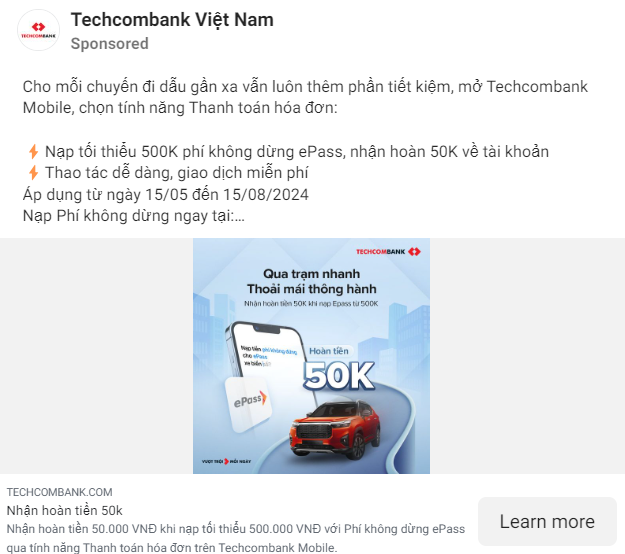 TECHCOMBANK
Techcombank Việt Nam
Sponsored
Cho mỗi chuyến đi dẫu gần xa vẫn luôn thêm phần tiết kiệm, mở Techcombank
Mobile, chọn tính năng Thanh toán hóa đơn:
⚡ Nạp tối thiểu 500K phí không dừng ePass, nhận hoàn 50K về tài khoản
⚡ Thao tác dễ dàng, giao dịch miễn phí
Áp dụng từ ngày 15/05 đến 15/08/2024
Nạp Phí không dừng ngay tại:...
TECHCOMBANK
Qua trạm nhanh
Thoải mái thông hành
Nhận hoàn tiền 50K khi nạp Epass từ 500K
Nạp tiền phí không dừng
cho ePass
Hoàn tiền
50K
ePass
VƯỢT TRỘI MỖI NGÀY
TECHCOMBANK.COM
Nhận hoàn tiền 50k
Nhận hoàn tiền 50.000 VNĐ khi nạp tối thiểu 500.000 VNĐ với Phí không dừng ePass
qua tính năng Thanh toán hóa đơn trên Techcombank Mobile.
Learn more